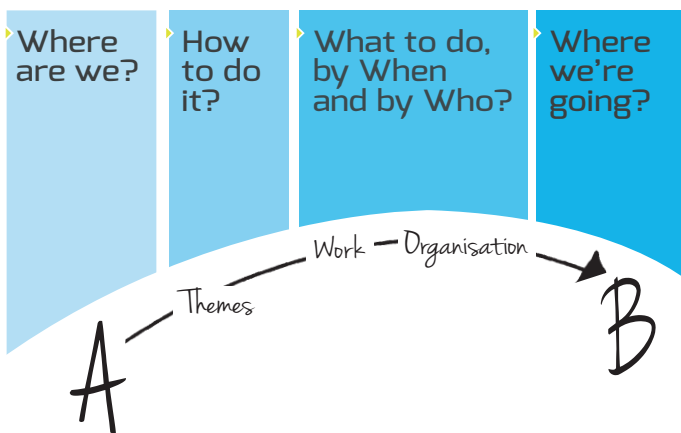 Where
are we?
How
to do
it?
What to do,
by When
and by Who?
Where
we're
going?
Work Organisation
Themes
A
B